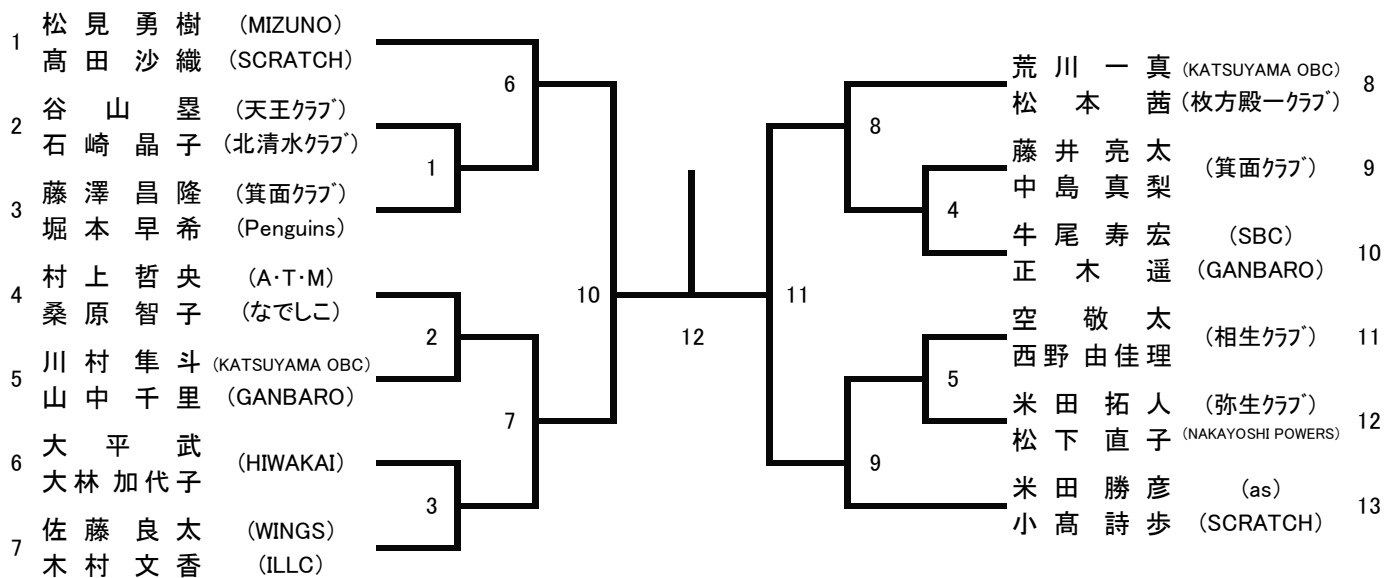 1 松見勇樹 (MIZUNO)
髙田沙織 (SCRATCH)
2 谷山塁 (天王ｸﾗﾌﾞ)
石崎晶子 (北清水ｸﾗﾌﾞ)
3 藤澤昌隆 (箕面ｸﾗﾌﾞ)
堀本早希 (Penguins)
4 村上哲央 (A・T・M)
桑原智子 (なでしこ)
5 川村隼斗 (KATSUYAMA OBC)
山中千里 (GANBARO)
6 大平武 (HIWAKAI)
大林加代子
7 佐藤良太 (WINGS)
木村文香 (ILLC)
6
1
2
7
3
10
12
11
8
4
5
9
荒川一真 (KATSUYAMA OBC) 8
松本茜 (枚方殿一ｸﾗﾌﾞ)
藤井亮太 (箕面ｸﾗﾌﾞ) 9
中島真梨
牛尾寿宏 (SBC) 10
正木遥 (GANBARO)
空敬太 (相生ｸﾗﾌﾞ) 11
西野由佳理
米田拓人 (弥生ｸﾗﾌﾞ) 12
松下直子 (NAKAYOSHI POWERS)
米田勝彦 (as) 13
小髙詩歩 (SCRATCH)